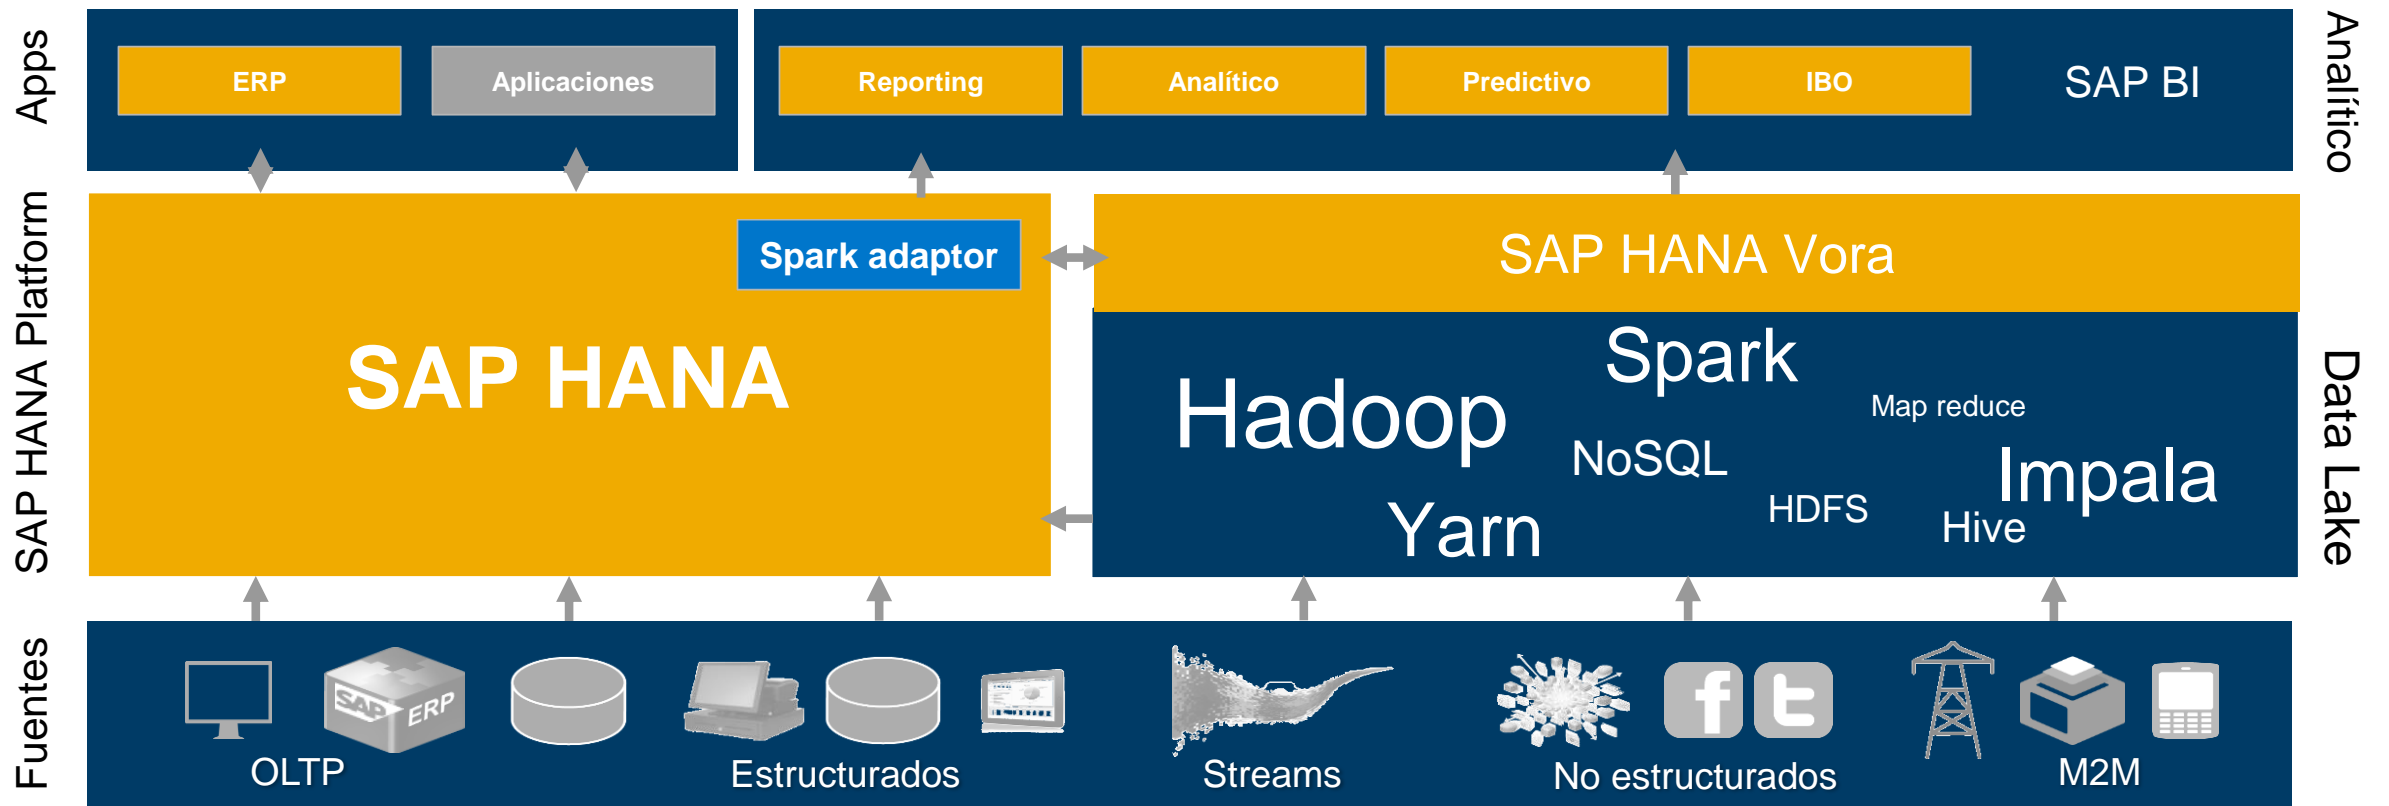 Apps
ERP
Aplicaciones
Reporting
Analítico
Predictivo
IBO
SAP BI
Analítico
SAP HANA Platform
Spark adaptor
SAP HANA
SAP HANA Vora
Spark
Hadoop
Map reduce
NoSQL
Impala
HDFS
Yarn
Hive
Data Lake
Fuentes
SAP
ERP
f
t
OLTP
Estructurados
Streams
No estructurados
M2M